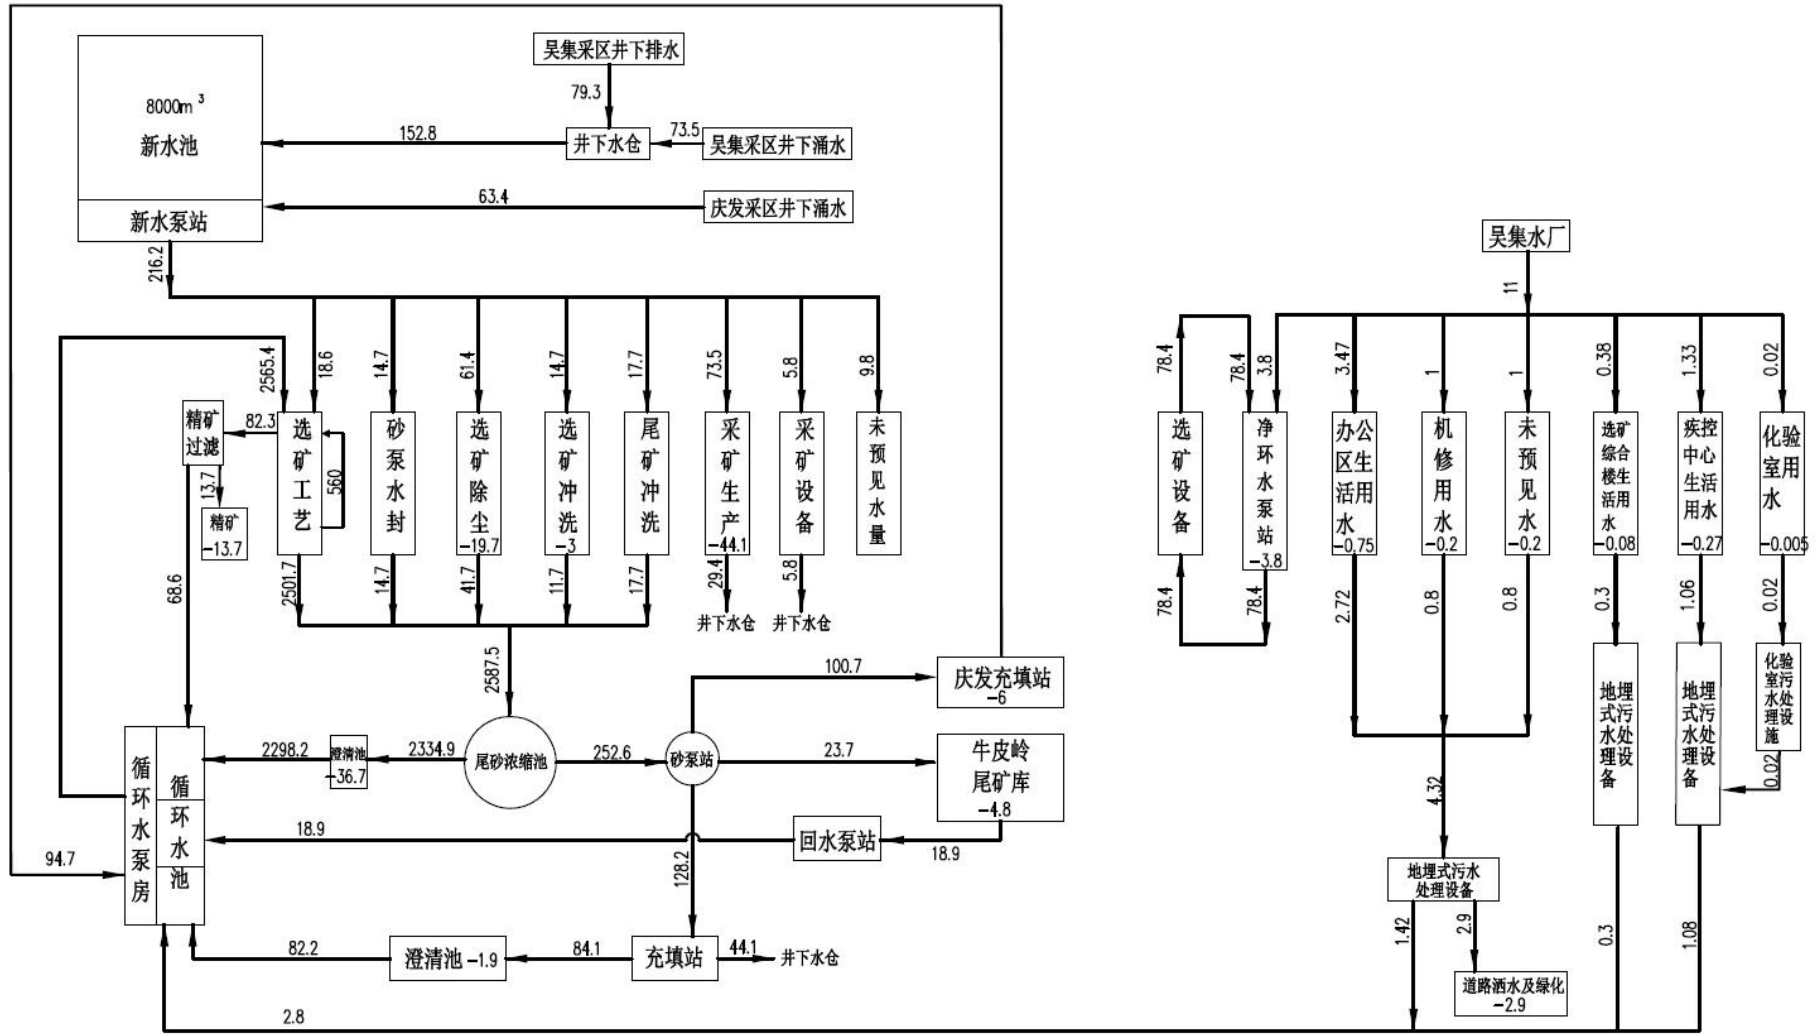 吴集采区井下排水
79.3
8000m³
新水池
152.8
井下水仓
73.5
吴集采区井下涌水
63.4
庆发采区井下涌水
新水泵站
216.2
吴集水厂
11
2565.4
18.6
14.7
61.4
14.7
17.7
73.5
5.8
9.8
78.4
78.4
3.8
3.47
1
1
0.38
1.33
0.02
精矿过滤
82.3
选矿工艺
560
砂泵水封
选矿除尘
-19.7
选矿冲洗
-3
尾矿冲洗
采矿生产
-44.1
采矿设备
未预见水量
选矿设备
净环水泵站
-3.8
办公区生活用水
-0.75
机修用水
-0.2
未预见水
-0.2
选矿综合楼生活用水
-0.08
疾控中心生活用水
-0.27
化验室用水
-0.005
13.7
精矿
-13.7
68.6
2501.7
14.7
41.7
11.7
17.7
29.4
5.8
井下水仓
井下水仓
78.4
78.4
2.72
0.8
0.8
0.3
1.06
0.02
2587.5
100.7
庆发充填站
-6
地埋式污水处理设备
地埋式污水处理设备
化验室污水处理设施
0.02
循环水泵房
循环水池
2298.2
澄清池
-36.7
2334.9
尾砂浓缩池
252.6
砂泵站
23.7
牛皮岭
尾矿库
-4.8
4.32
18.9
回水泵站
18.9
94.7
128.2
地埋式污水
处理设备
1.42
2.9
0.3
1.08
82.2
澄清池 -1.9
84.1
充填站
44.1
井下水仓
道路洒水及绿化
-2.9
2.8